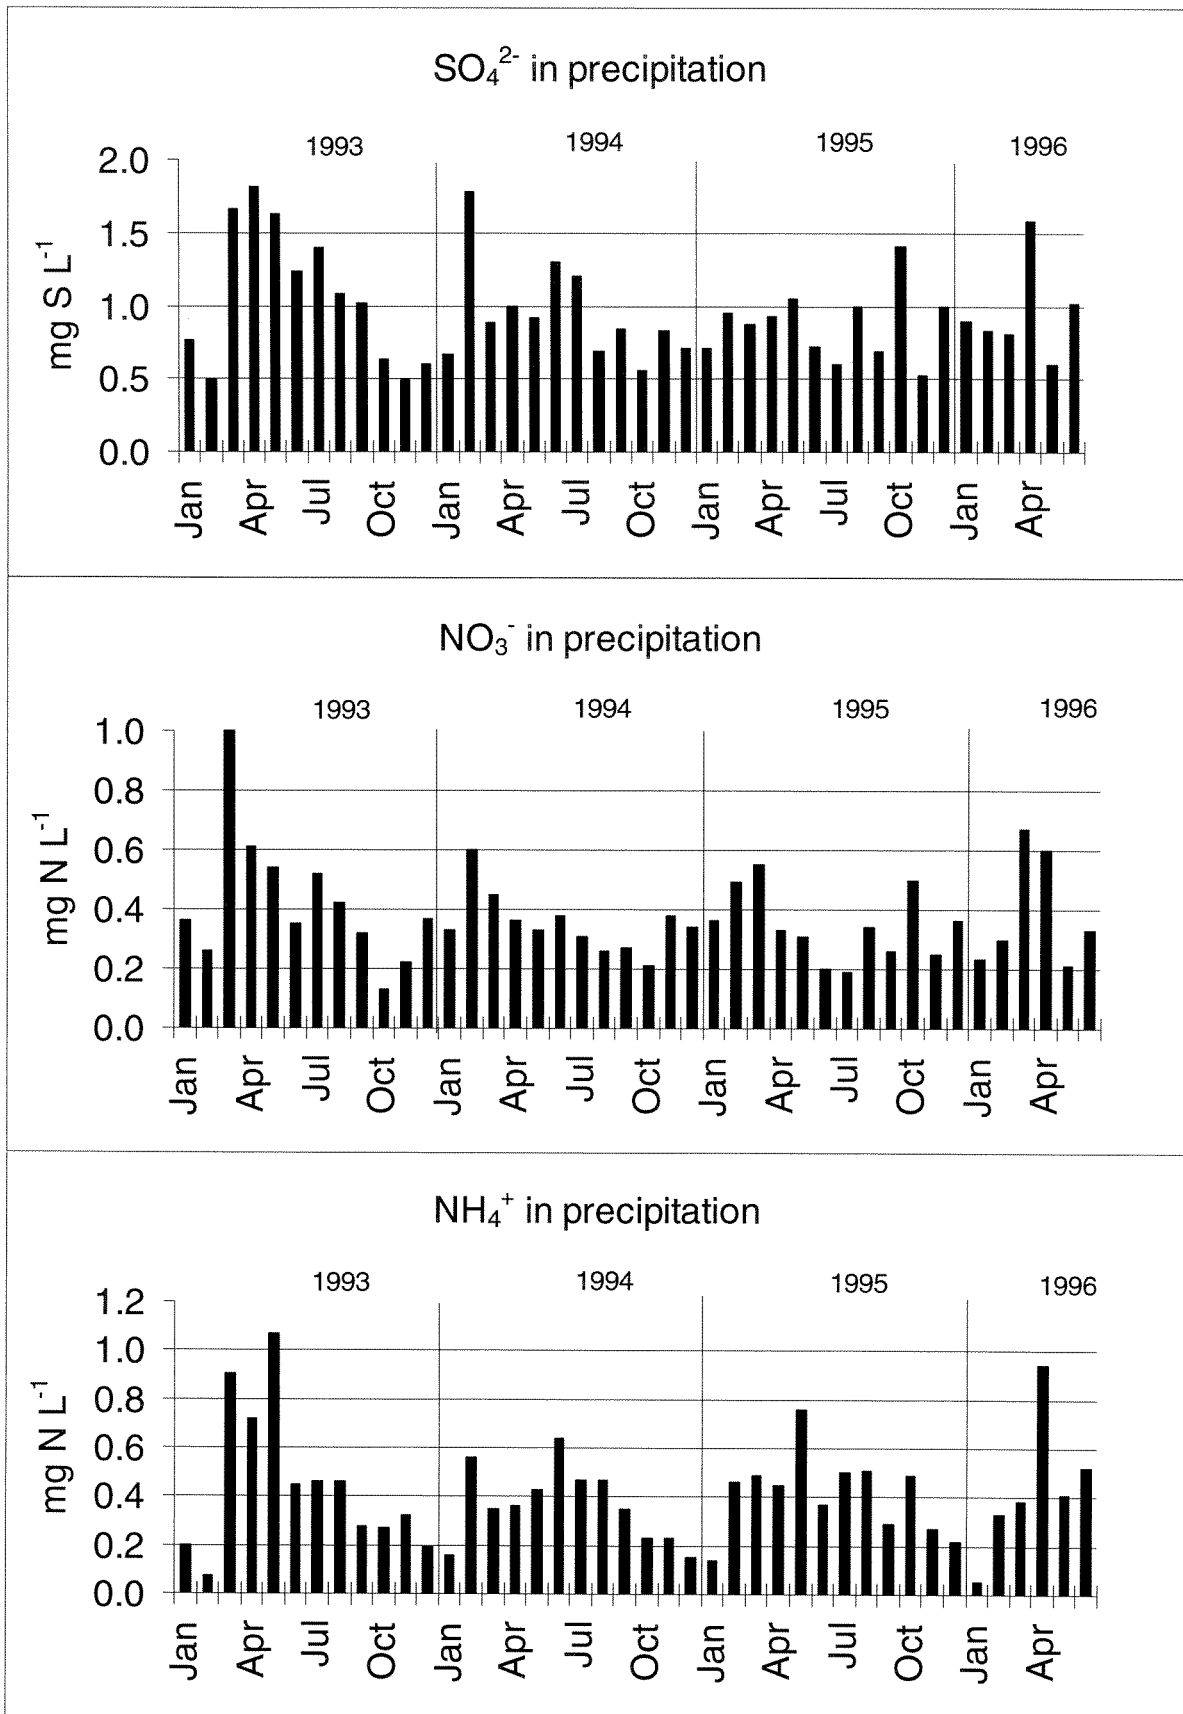 SO₄²⁻ in precipitation
1993 1994 1995 1996
mg S L⁻¹
2.0
1.5
1.0
0.5
0.0
Jan Apr Jul Oct Jan Apr Jul Oct Jan Apr Jul Oct Jan Apr
NO₃⁻ in precipitation
1993 1994 1995 1996
mg N L⁻¹
1.0
0.8
0.6
0.4
0.2
0.0
Jan Apr Jul Oct Jan Apr Jul Oct Jan Apr Jul Oct Jan Apr
NH₄⁺ in precipitation
1993 1994 1995 1996
mg N L⁻¹
1.2
1.0
0.8
0.6
0.4
0.2
0.0
Jan Apr Jul Oct Jan Apr Jul Oct Jan Apr Jul Oct Jan Apr